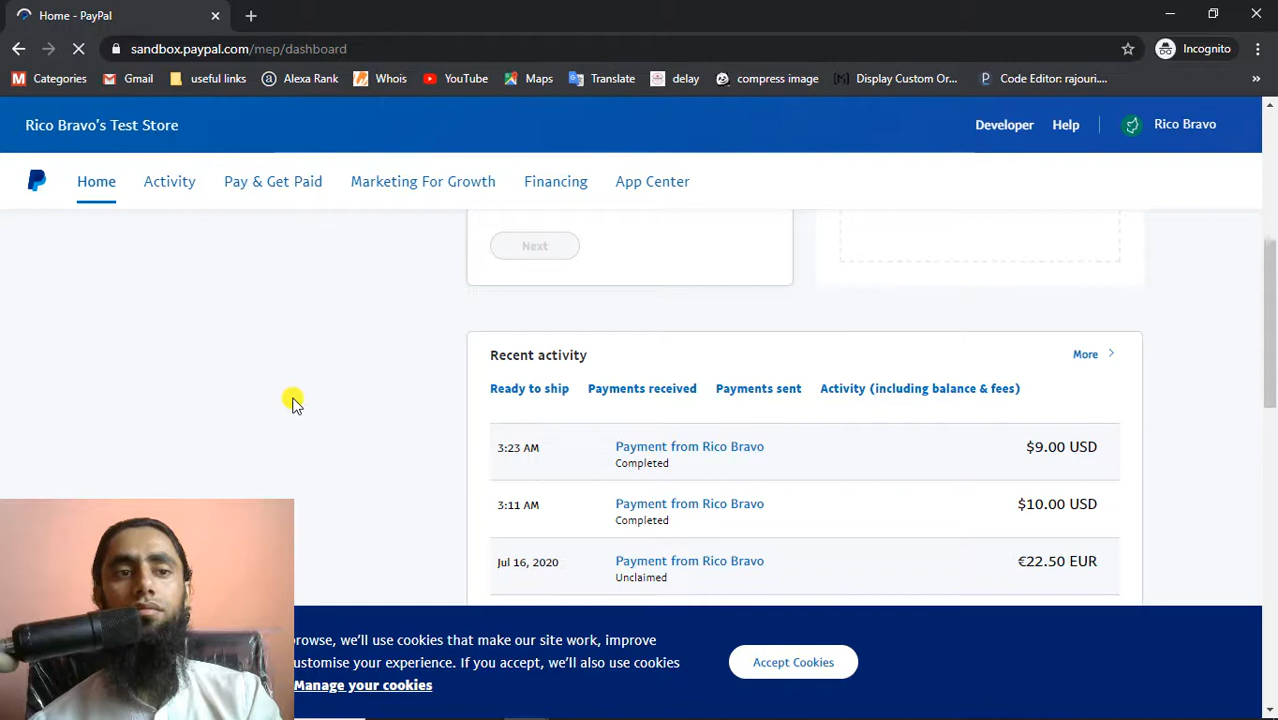 Home - PayPal
sandbox.paypal.com/mep/dashboard
Incognito
Categories Gmail useful links Alexa Rank Whois YouTube Maps Translate delay compress image Display Custom Or... Code Editor: rajouri....
Rico Bravo's Test Store
Developer Help Rico Bravo
Home Activity Pay & Get Paid Marketing For Growth Financing App Center
Next
Recent activity
More
Ready to ship Payments received Payments sent Activity (including balance & fees)
3:23 AM Payment from Rico Bravo $9.00 USD
Completed
3:11 AM Payment from Rico Bravo $10.00 USD
Completed
Jul 16, 2020 Payment from Rico Bravo €22.50 EUR
Unclaimed
browse, we'll use cookies that make our site work, improve
customise your experience. If you accept, we'll also use cookies
Manage your cookies
Accept Cookies